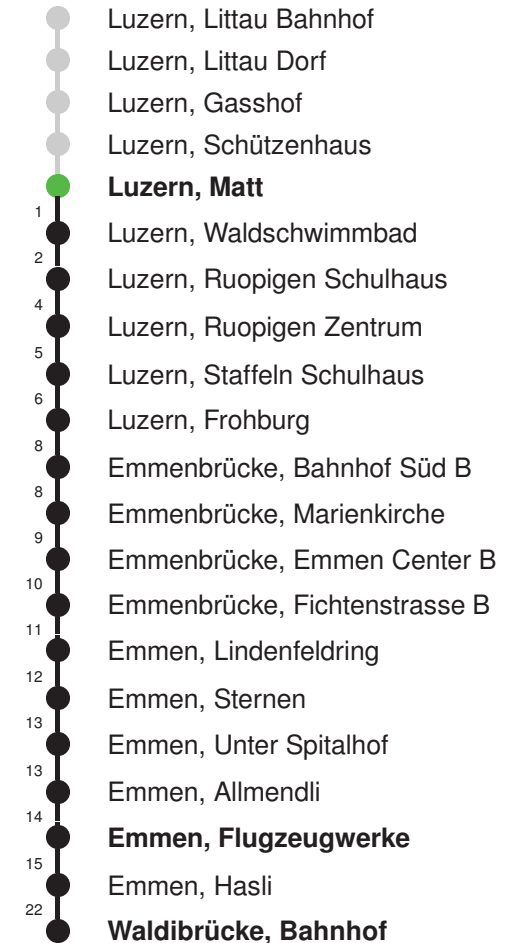 Luzern, Littau Bahnhof
Luzern, Littau Dorf
Luzern, Gasshof
Luzern, Schützenhaus
Luzern, Matt
1
Luzern, Waldschwimmbad
2
Luzern, Ruopigen Schulhaus
4
Luzern, Ruopigen Zentrum
5
Luzern, Staffeln Schulhaus
6
Luzern, Frohburg
8
Emmenbrücke, Bahnhof Süd B
8
Emmenbrücke, Marienkirche
9
Emmenbrücke, Emmen Center B
10
Emmenbrücke, Fichtenstrasse B
11
Emmen, Lindenfeldring
12
Emmen, Sternen
13
Emmen, Unter Spitalhof
13
Emmen, Allmendli
14
Emmen, Flugzeugwerke
15
Emmen, Hasli
22
Waldibrücke, Bahnhof